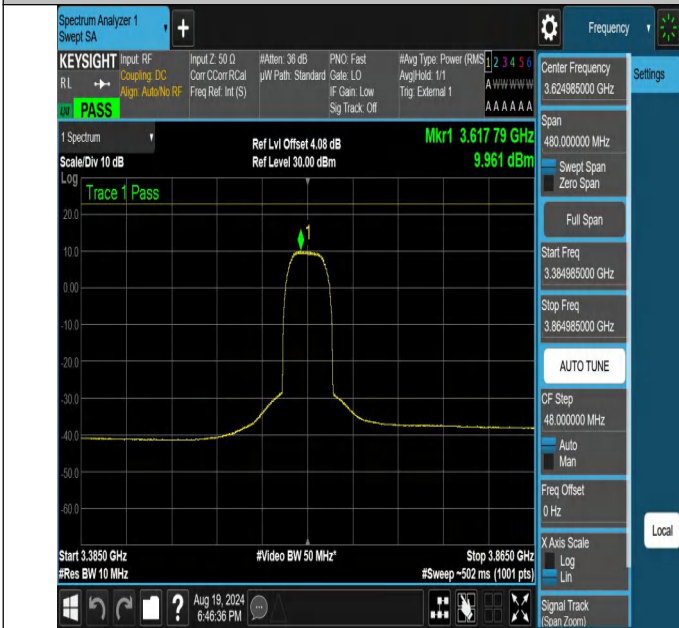 Spectrum Analyzer 1
Swept SA
+
Frequency
KEYSIGHT
Input: RF
Coupling: DC
Align: Auto/No RF
Input Z: 50 Ω
Corr CCorr RCal
Freq Ref: Int (S)
#Atten: 36 dB
µW Path: Standard
PNO: Fast
Gate: LO
IF Gain: Low
Sig Track: Off
#Avg Type: Power (RMS
Avg|Hold: 1/1
Trig: External 1
1 2 3 4 5 6
A W W W W W
A A A A A A
RL
PASS
1 Spectrum
Scale/Div 10 dB
Log
Ref Lvl Offset 4.08 dB
Ref Level 30.00 dBm
Mkr1 3.617 79 GHz
9.961 dBm
Trace 1 Pass
1
20.0
10.0
0.00
-10.0
-20.0
-30.0
-40.0
-50.0
-60.0
Start 3.3850 GHz
#Res BW 10 MHz
#Video BW 50 MHz*
Stop 3.8650 GHz
#Sweep ~502 ms (1001 pts)
Aug 19, 2024
6:46:36 PM
?
Center Frequency
3.624985000 GHz
Settings
Span
480.000000 MHz
Swept Span
Zero Span
Full Span
Start Freq
3.384985000 GHz
Stop Freq
3.864985000 GHz
AUTO TUNE
CF Step
48.000000 MHz
Auto
Man
Freq Offset
0 Hz
Local
X Axis Scale
Log
Lin
Signal Track
(Span Zoom)